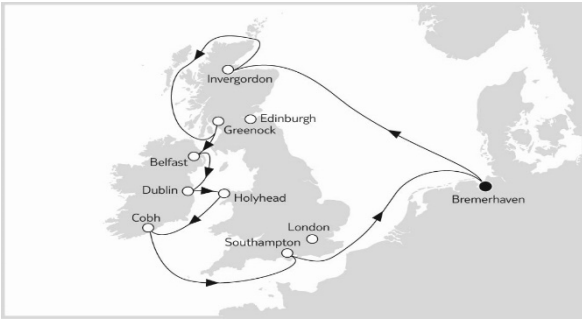 Invergordon
Edinburgh
Greenock
Belfast
Dublin
Holyhead
Cobh
London
Southampton
Bremerhaven